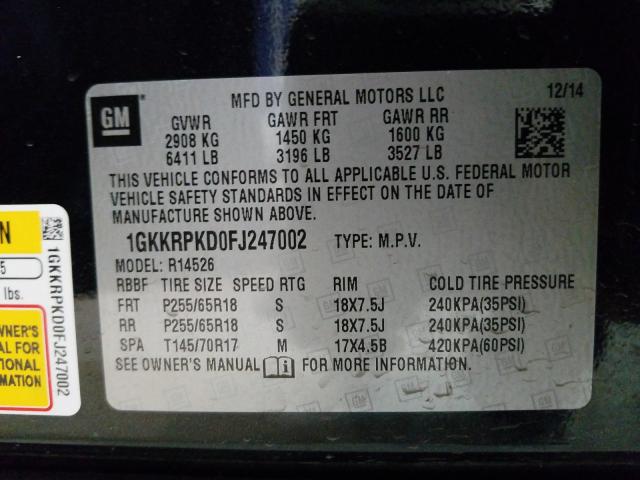 GM
MFD BY GENERAL MOTORS LLC 12/14
GVWR GAWR FRT GAWR RR
2908 KG 1450 KG 1600 KG
6411 LB 3196 LB 3527 LB
THIS VEHICLE CONFORMS TO ALL APPLICABLE U.S. FEDERAL MOTOR
VEHICLE SAFETY STANDARDS IN EFFECT ON THE DATE OF
MANUFACTURE SHOWN ABOVE.
1GKKRPKD0FJ247002 TYPE: M.P.V.
MODEL: R14526
RBBF TIRE SIZE SPEED RTG RIM COLD TIRE PRESSURE
FRT P255/65R18 S 18X7.5J 240KPA(35PSI)
RR P255/65R18 S 18X7.5J 240KPA(35PSI)
SPA T145/70R17 M 17X4.5B 420KPA(60PSI)
SEE OWNER'S MANUAL FOR MORE INFORMATION.
N
5
lbs.
WNER'S
AL FOR
TIONAL
MATION
1GKKRPKD0FJ247002